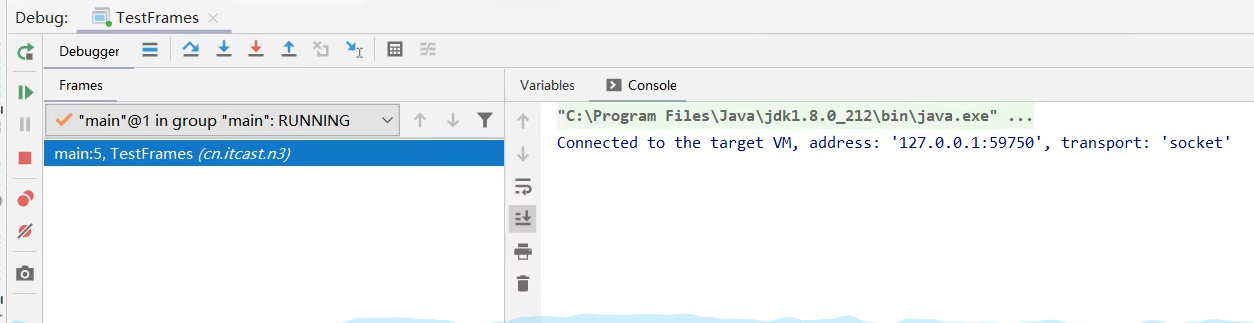 Debug: TestFrames
Debugger
Frames
"main"@1 in group "main": RUNNING
main:5, TestFrames (cn.itcast.n3)
Variables Console
"C:\Program Files\Java\jdk1.8.0_212\bin\java.exe" ...
Connected to the target VM, address: '127.0.0.1:59750', transport: 'socket'